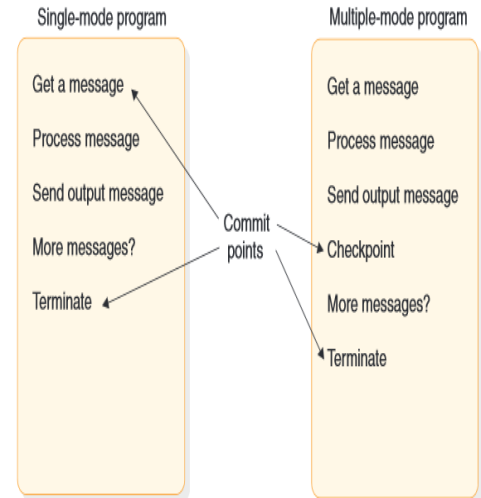 Single-mode program
Get a message
Process message
Send output message
More messages?
Terminate
Commit
points
Multiple-mode program
Get a message
Process message
Send output message
Checkpoint
More messages?
Terminate